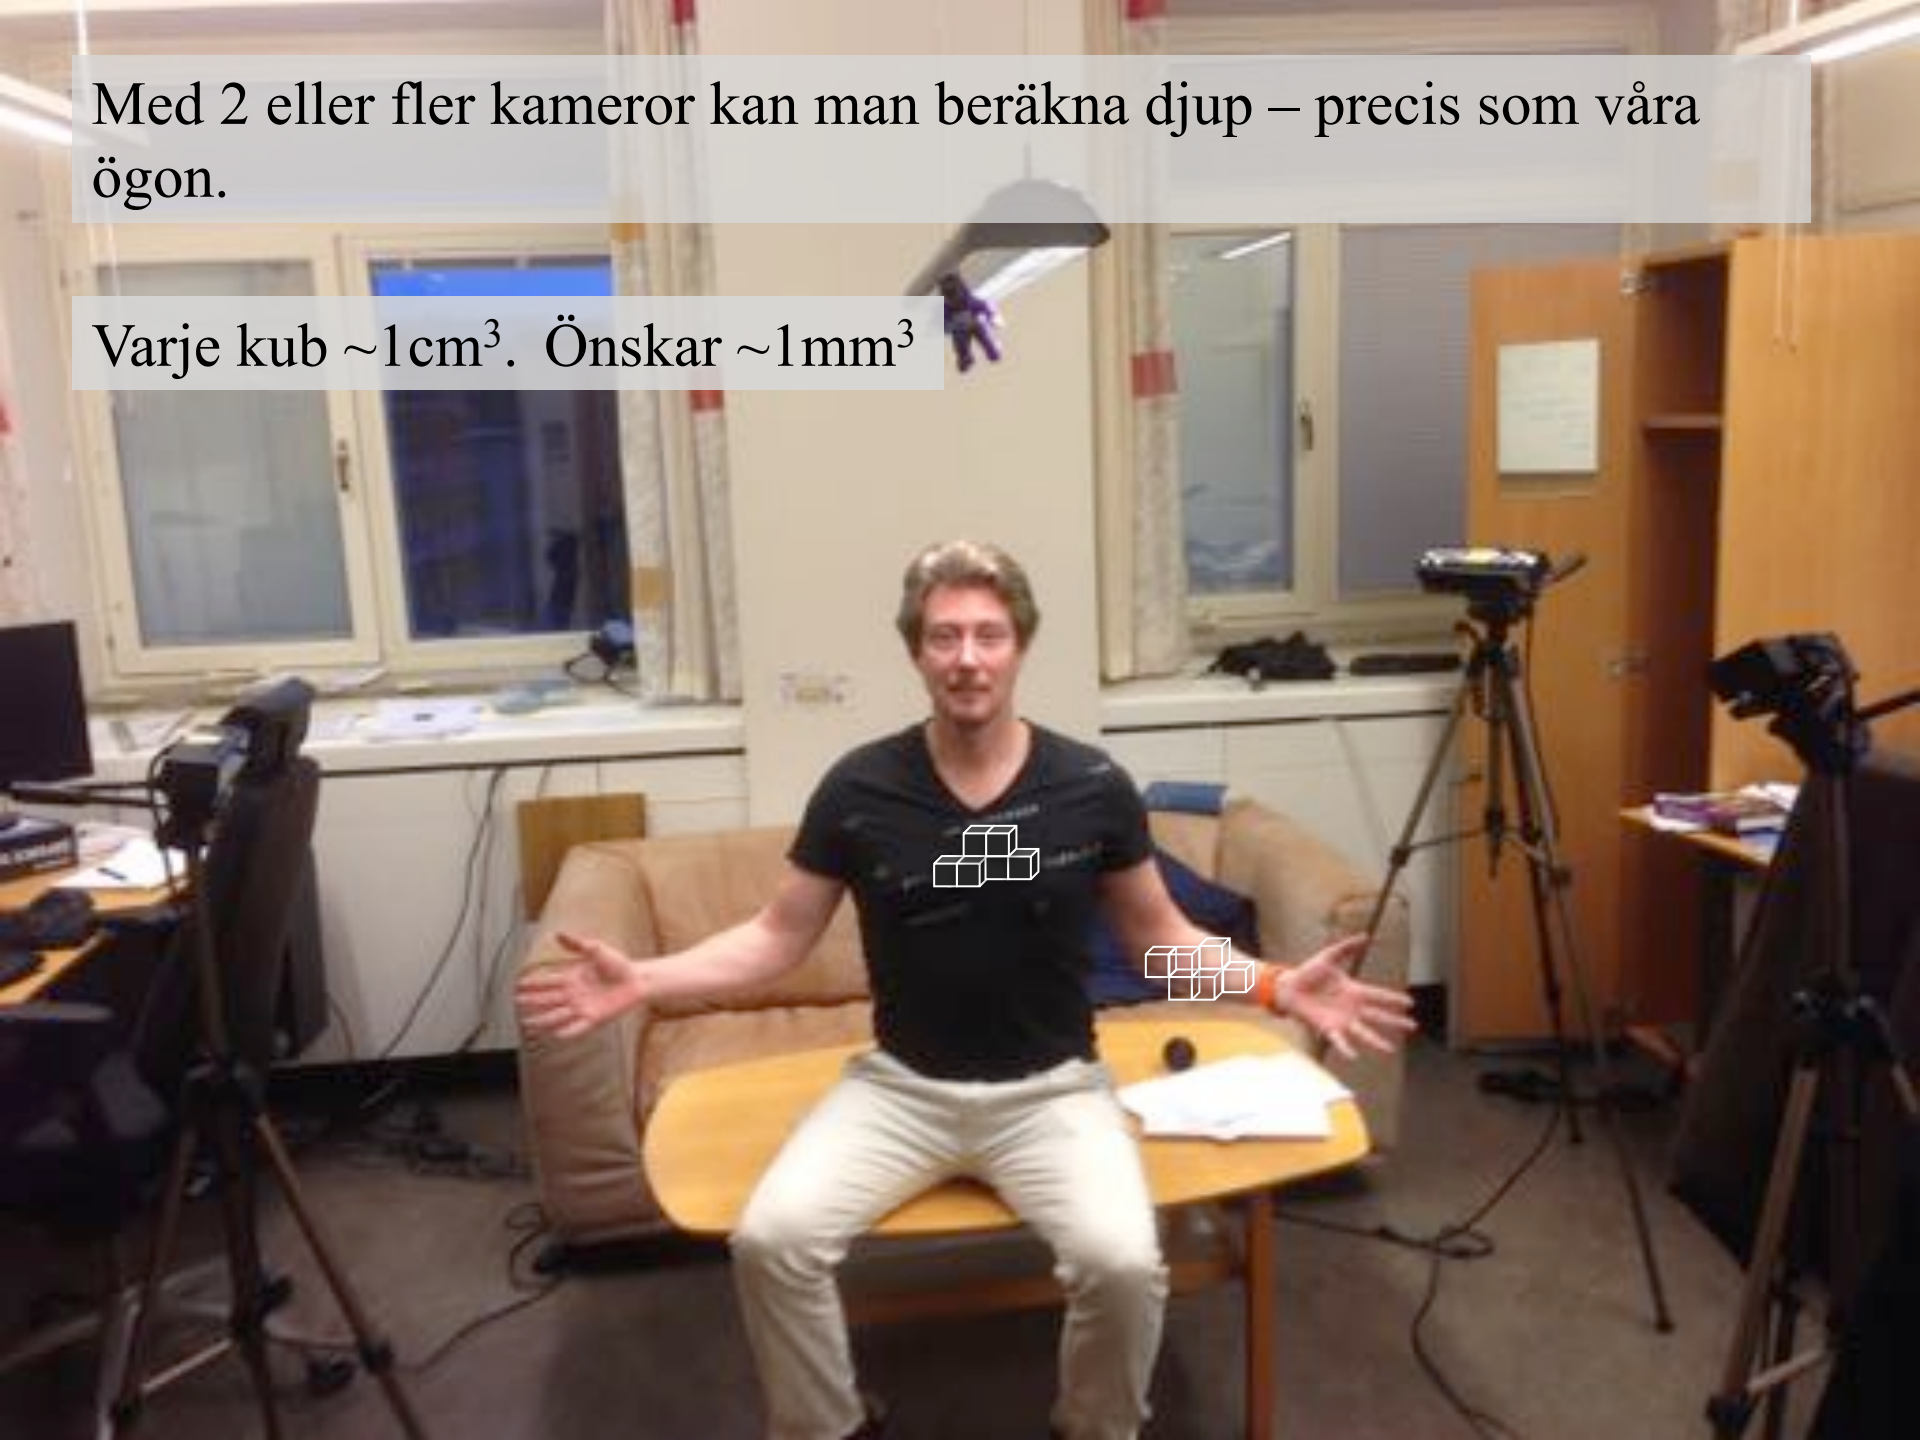 Med 2 eller fler kameror kan man beräkna djup – precis som våra
ögon.
Varje kub ~1cm³. Önskar ~1mm³